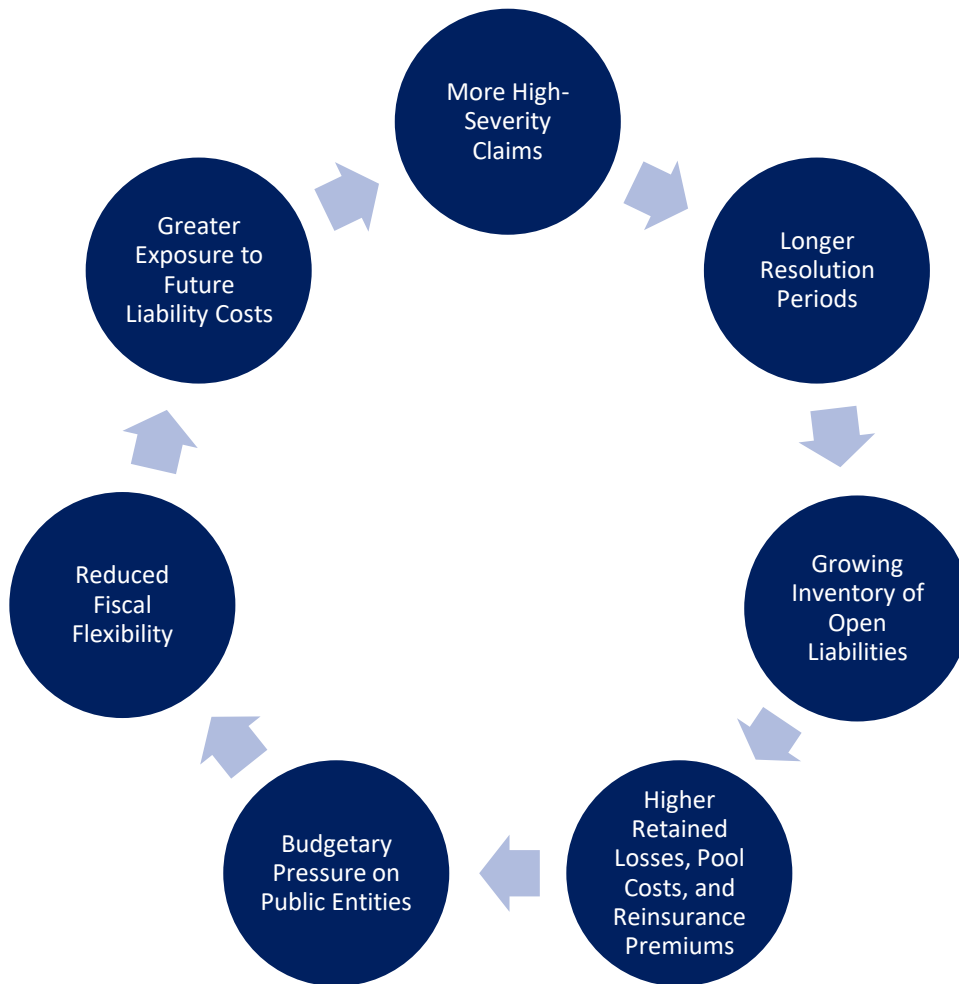 More High-
Severity
Claims
Longer
Resolution
Periods
Growing
Inventory of
Open
Liabilities
Higher
Retained
Losses, Pool
Costs, and
Reinsurance
Premiums
Budgetary
Pressure on
Public Entities
Reduced
Fiscal
Flexibility
Greater
Exposure to
Future
Liability Costs